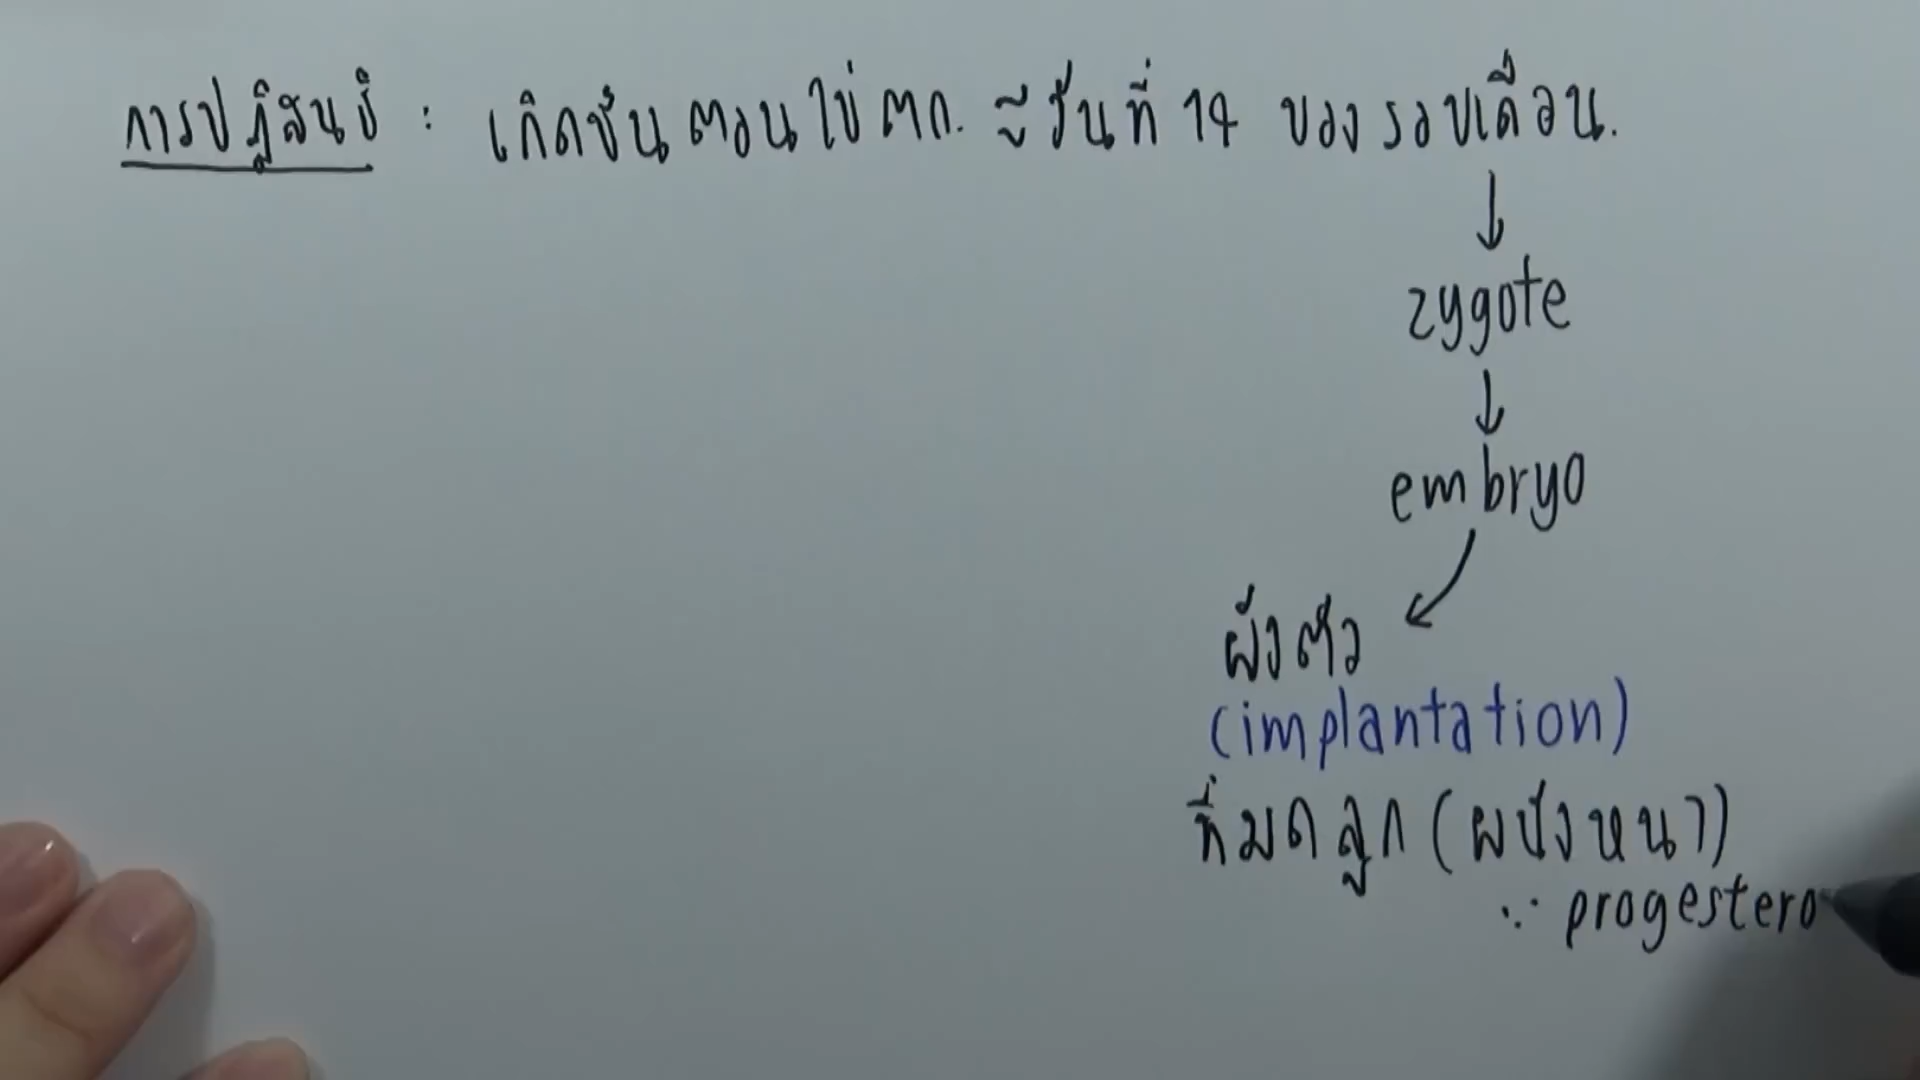 การปฏิสนธิ : เกิดขึ้นตอนไข่ตก. ≈ วันที่ 14 ของรอบเดือน.
↓
zygote
↓
embryo
ฝังตัว
(implantation)
ที่มดลูก (ผนังหนา)
∵ progestero